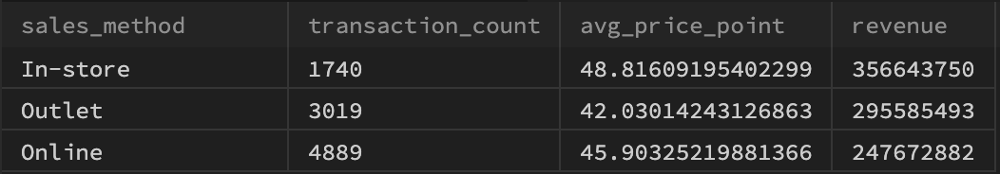 sales_method transaction_count avg_price_point revenue
In-store 1740 48.81609195402299 356643750
Outlet 3019 42.03014243126863 295585493
Online 4889 45.90325219881366 247672882